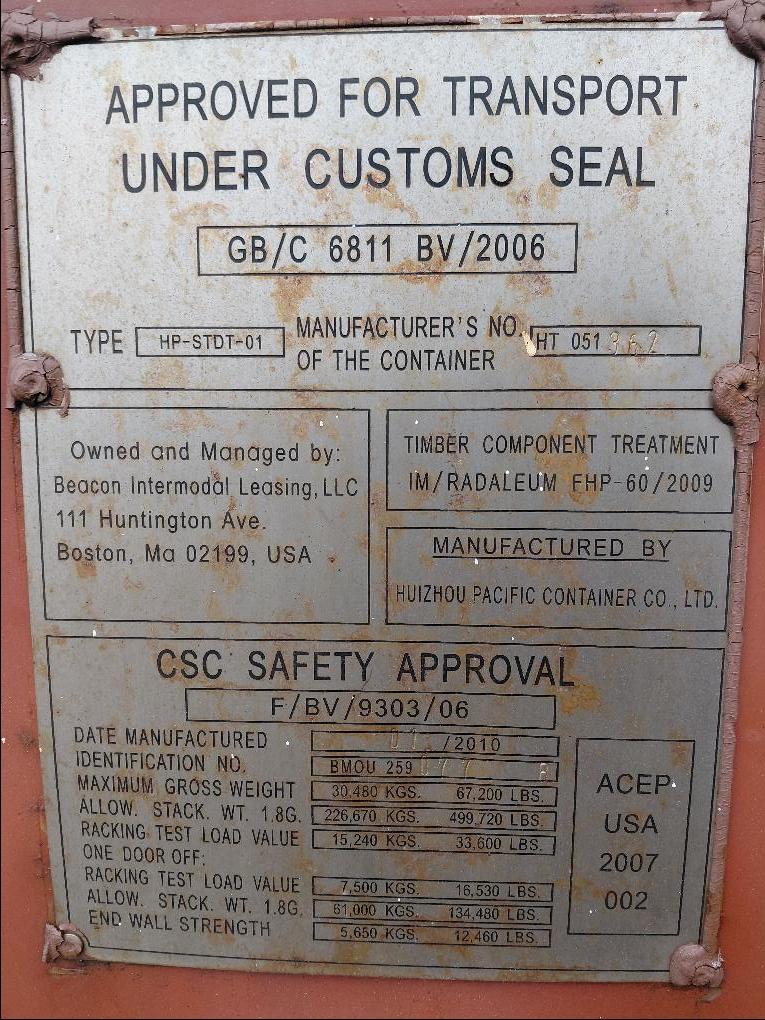 APPROVED FOR TRANSPORT
UNDER CUSTOMS SEAL
GB/C 6811 BV/2006
TYPE HP-STDT-01 MANUFACTURER'S NO. OF THE CONTAINER HT 051362
Owned and Managed by:
Beacon Intermodal Leasing, LLC
111 Huntington Ave.
Boston, Ma 02199, USA
TIMBER COMPONENT TREATMENT
IM/RADALEUM FHP-60/2009
MANUFACTURED BY
HUIZHOU PACIFIC CONTAINER CO., LTD.
CSC SAFETY APPROVAL
F/BV/9303/06
DATE MANUFACTURED 01 /2010
IDENTIFICATION NO. BMOU 259
MAXIMUM GROSS WEIGHT 30,480 KGS. 67,200 LBS.
ALLOW. STACK. WT. 1.8G. 226,670 KGS. 499,720 LBS.
RACKING TEST LOAD VALUE 15,240 KGS. 33,600 LBS.
ONE DOOR OFF:
RACKING TEST LOAD VALUE 7,500 KGS. 16,530 LBS.
ALLOW. STACK. WT. 1.8G. 61,000 KGS. 134,480 LBS.
END WALL STRENGTH 5,650 KGS. 12,460 LBS.
ACEP
USA
2007
002